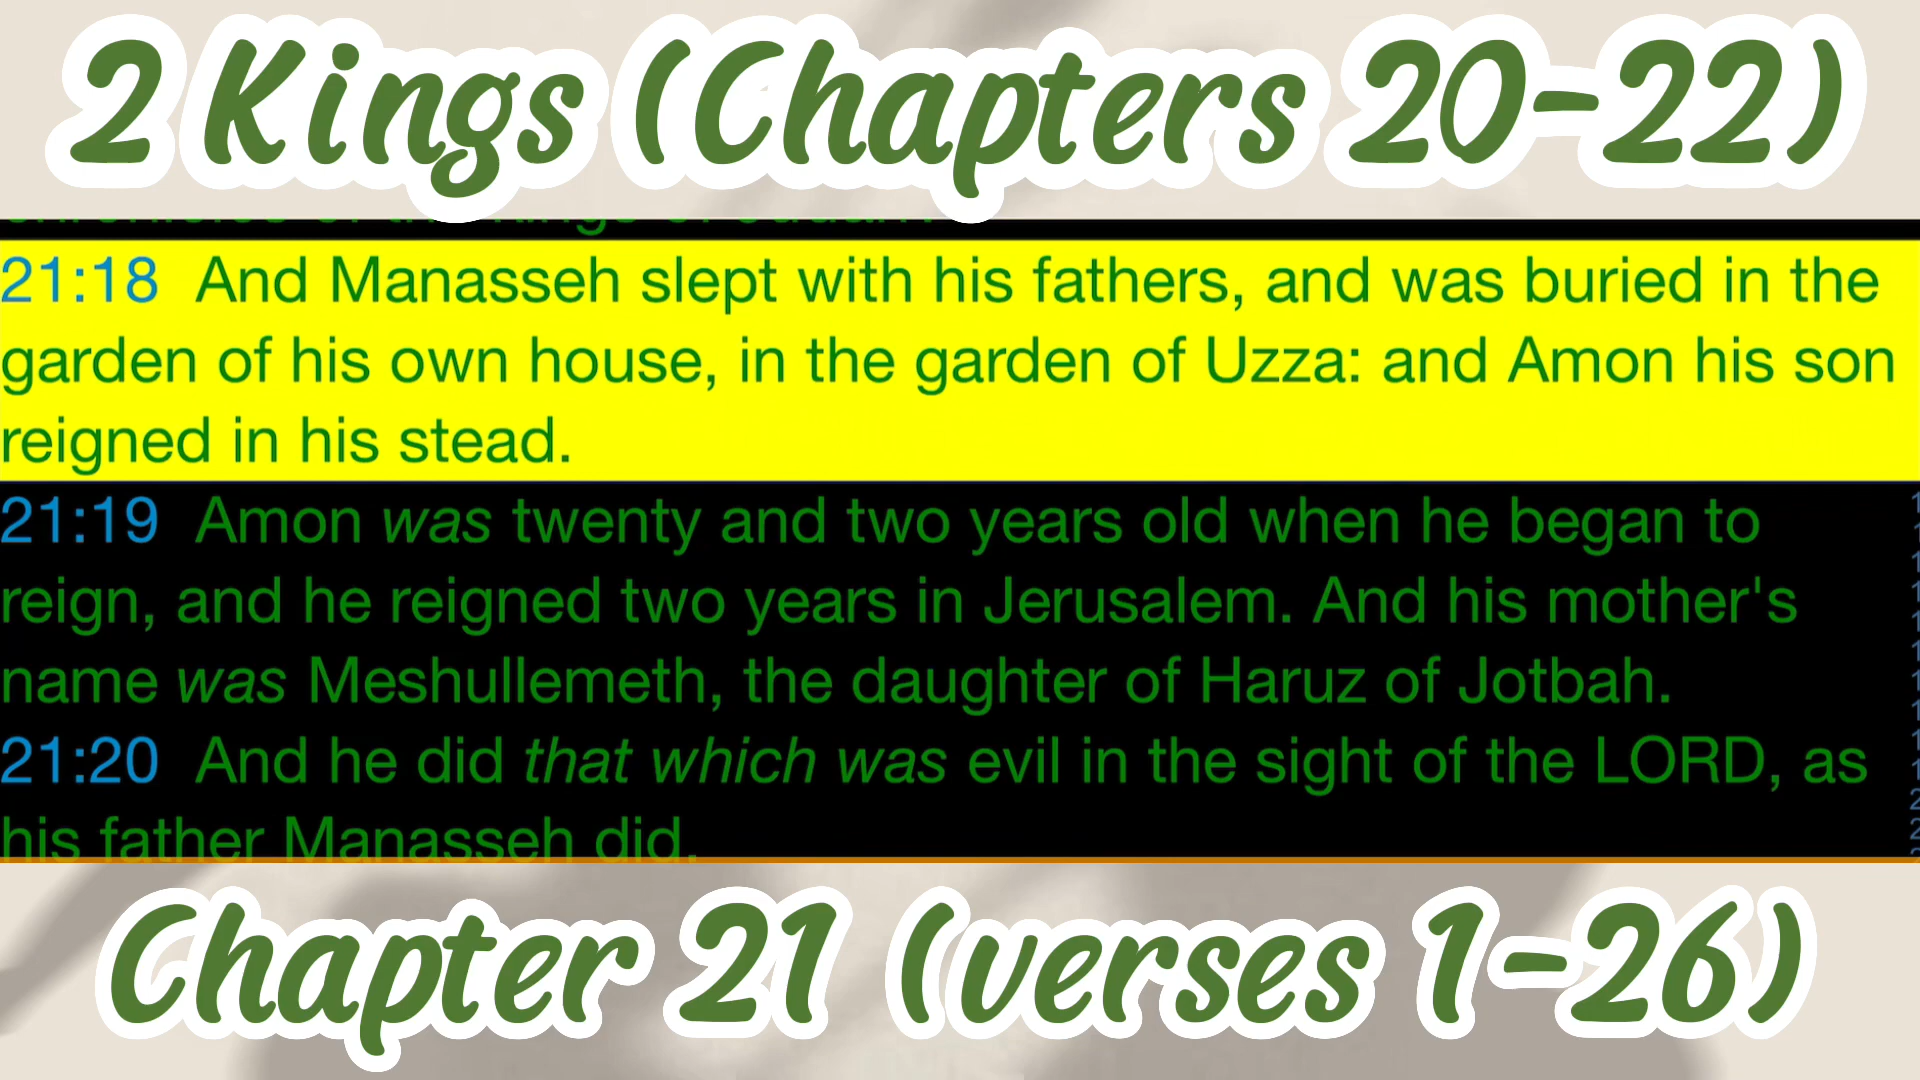 2 Kings (Chapters 20-22)
21:18 And Manasseh slept with his fathers, and was buried in the
garden of his own house, in the garden of Uzza: and Amon his son
reigned in his stead.
21:19 Amon was twenty and two years old when he began to
reign, and he reigned two years in Jerusalem. And his mother's
name was Meshullemeth, the daughter of Haruz of Jotbah.
21:20 And he did that which was evil in the sight of the LORD, as
his father Manasseh did.
Chapter 21 (verses 1-26)